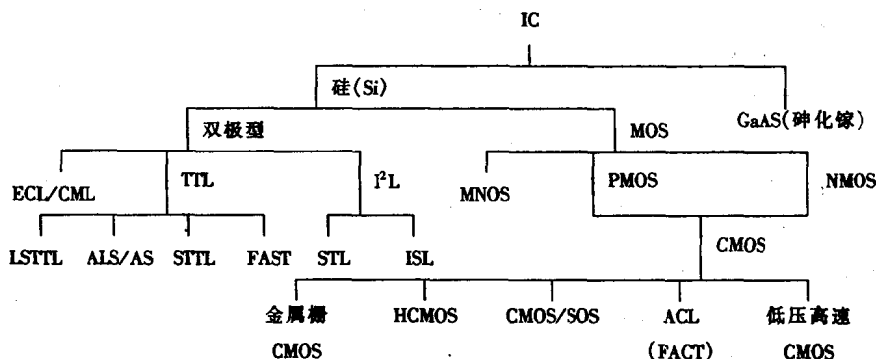 IC
硅(Si)
双极型
MOS
GaAS(砷化镓)
ECL/CML
TTL
I²L
MNOS
PMOS
NMOS
LSTTL
ALS/AS
STTL
FAST
STL
ISL
CMOS
金属栅
CMOS
HCMOS
CMOS/SOS
ACL
(FACT)
低压高速
CMOS